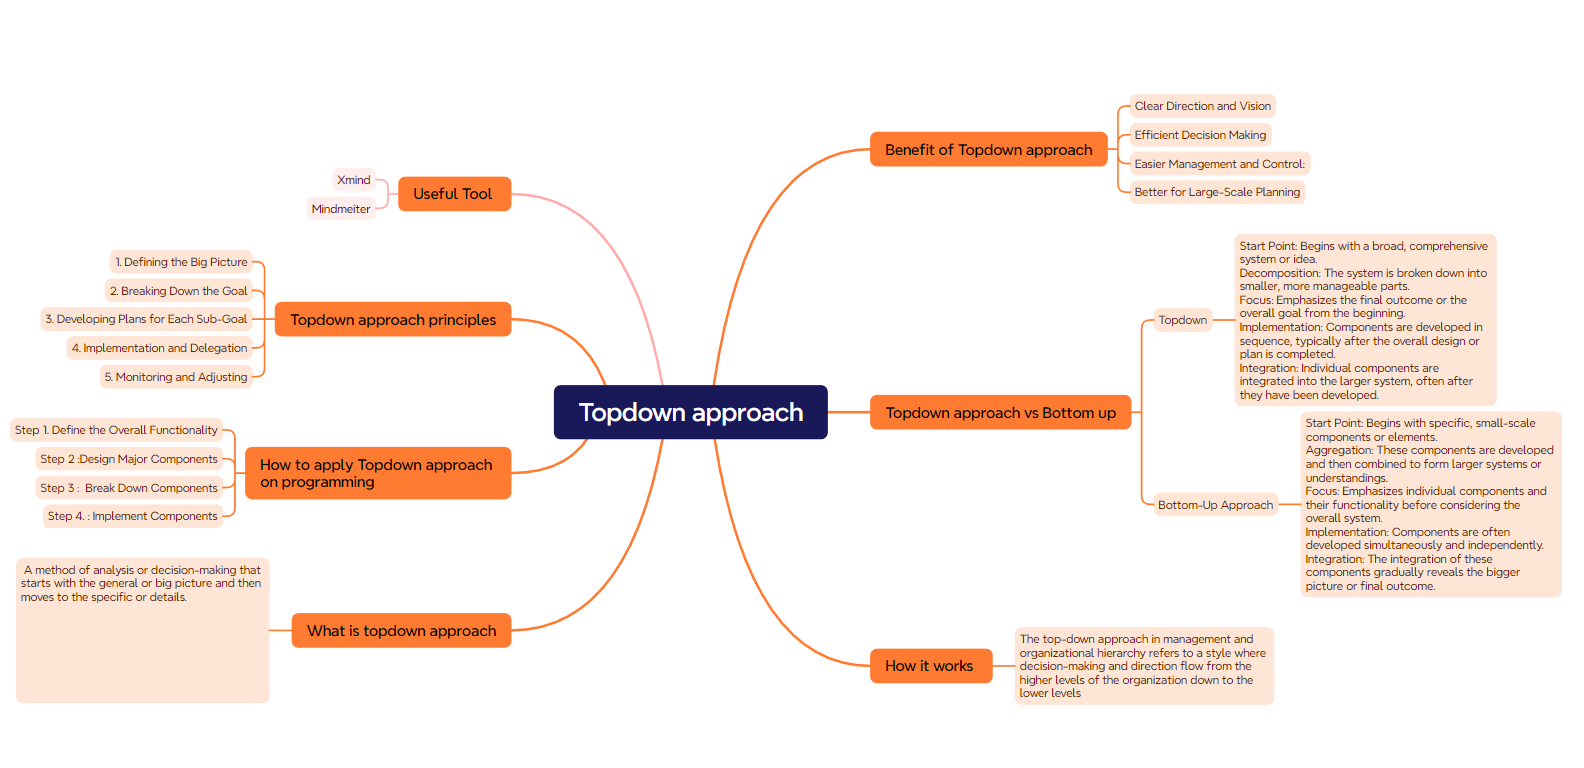 Topdown approach
Benefit of Topdown approach
Clear Direction and Vision
Efficient Decision Making
Easier Management and Control:
Better for Large-Scale Planning
Topdown approach vs Bottom up
Topdown
Start Point: Begins with a broad, comprehensive
system or idea.
Decomposition: The system is broken down into
smaller, more manageable parts.
Focus: Emphasizes the final outcome or the
overall goal from the beginning.
Implementation: Components are developed in
sequence, typically after the overall design or
plan is completed.
Integration: Individual components are
integrated into the larger system, often after
they have been developed.
Bottom-Up Approach
Start Point: Begins with specific, small-scale
components or elements.
Aggregation: These components are developed
and then combined to form larger systems or
understandings.
Focus: Emphasizes individual components and
their functionality before considering the
overall system.
Implementation: Components are often
developed simultaneously and independently.
Integration: The integration of these
components gradually reveals the bigger
picture or final outcome.
How it works
The top-down approach in management and
organizational hierarchy refers to a style where
decision-making and direction flow from the
higher levels of the organization down to the
lower levels
Useful Tool
Xmind
Mindmeiter
Topdown approach principles
1. Defining the Big Picture
2. Breaking Down the Goal
3. Developing Plans for Each Sub-Goal
4. Implementation and Delegation
5. Monitoring and Adjusting
How to apply Topdown approach
on programming
Step 1. Define the Overall Functionality
Step 2 :Design Major Components
Step 3 : Break Down Components
Step 4. : Implement Components
What is topdown approach
A method of analysis or decision-making that
starts with the general or big picture and then
moves to the specific or details.